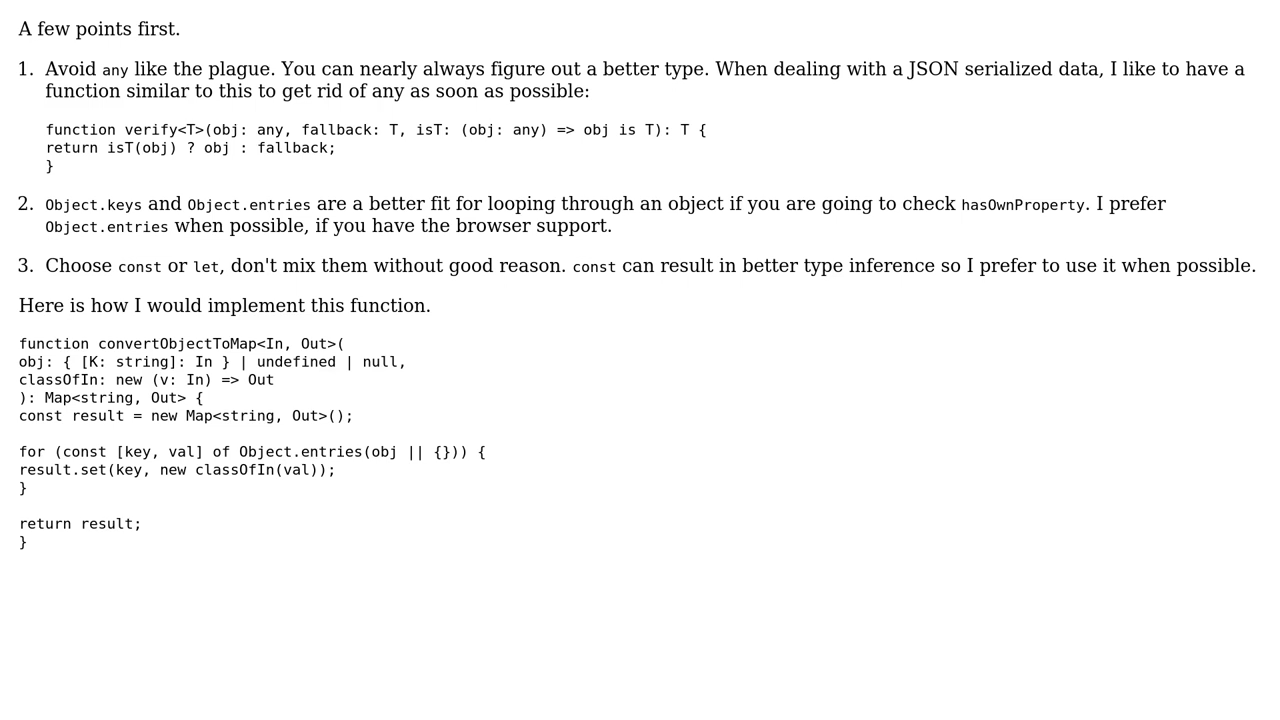 A few points first.
1. Avoid any like the plague. You can nearly always figure out a better type. When dealing with a JSON serialized data, I like to have a
function similar to this to get rid of any as soon as possible:
function verify<T>(obj: any, fallback: T, isT: (obj: any) => obj is T): T {
return isT(obj) ? obj : fallback;
}
2. Object.keys and Object.entries are a better fit for looping through an object if you are going to check hasOwnProperty. I prefer
Object.entries when possible, if you have the browser support.
3. Choose const or let, don't mix them without good reason. const can result in better type inference so I prefer to use it when possible.
Here is how I would implement this function.
function convertObjectToMap<In, Out>(
obj: { [K: string]: In } | undefined | null,
classOfIn: new (v: In) => Out
): Map<string, Out> {
const result = new Map<string, Out>();
for (const [key, val] of Object.entries(obj || {})) {
result.set(key, new classOfIn(val));
}
return result;
}